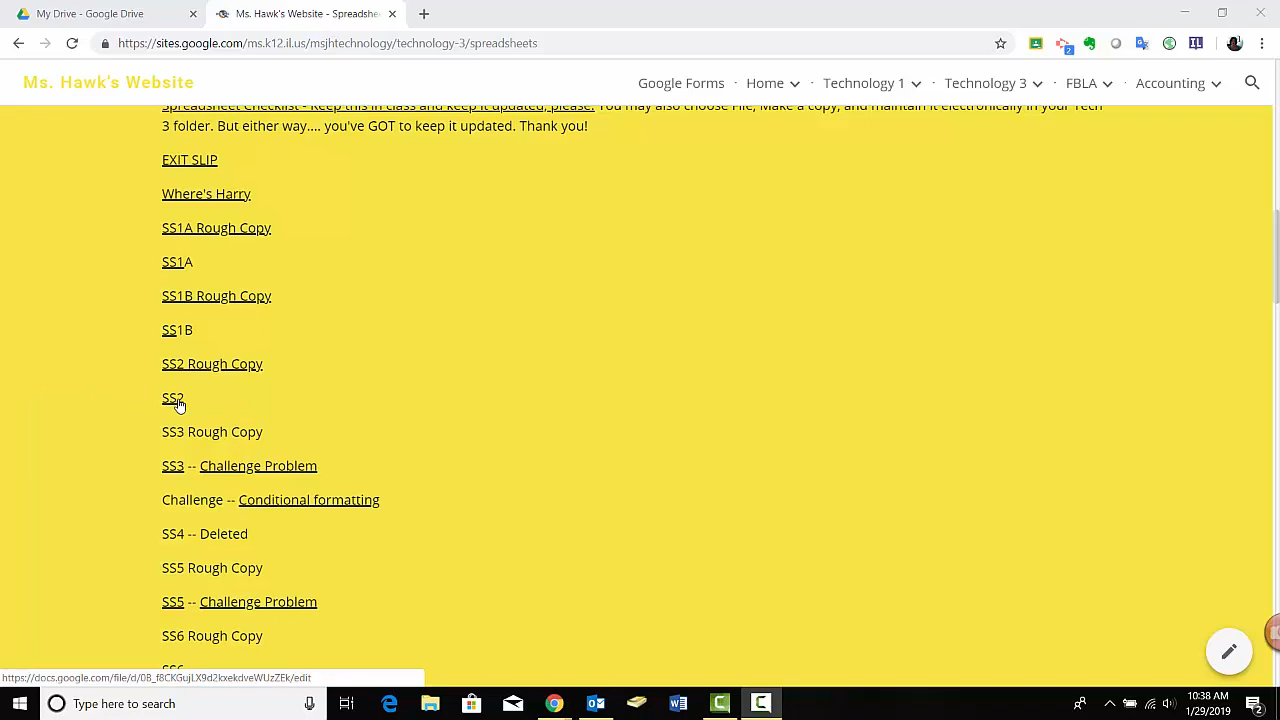 My Drive - Google Drive
Ms. Hawk's Website - Spreadshee
https://sites.google.com/ms.k12.il.us/msjhtechnology/technology-3/spreadsheets
2
Ms. Hawk's Website
Google Forms
Home
Technology 1
Technology 3
FBLA
Accounting
Spreadsheet Checklist - Keep this in class and keep it updated, please. You may also choose File, Make a copy, and maintain it electronically in your Tech
3 folder. But either way.... you've GOT to keep it updated. Thank you!
EXIT SLIP
Where's Harry
SS1A Rough Copy
SS1A
SS1B Rough Copy
SS1B
SS2 Rough Copy
SS2
SS3 Rough Copy
SS3 -- Challenge Problem
Challenge -- Conditional formatting
SS4 -- Deleted
SS5 Rough Copy
SS5 -- Challenge Problem
SS6 Rough Copy
SS6
https://docs.google.com/file/d/0B_f8CKGujLX9d2kxekdveWUzZEk/edit
Type here to search
10:38 AM
1/29/2019
2